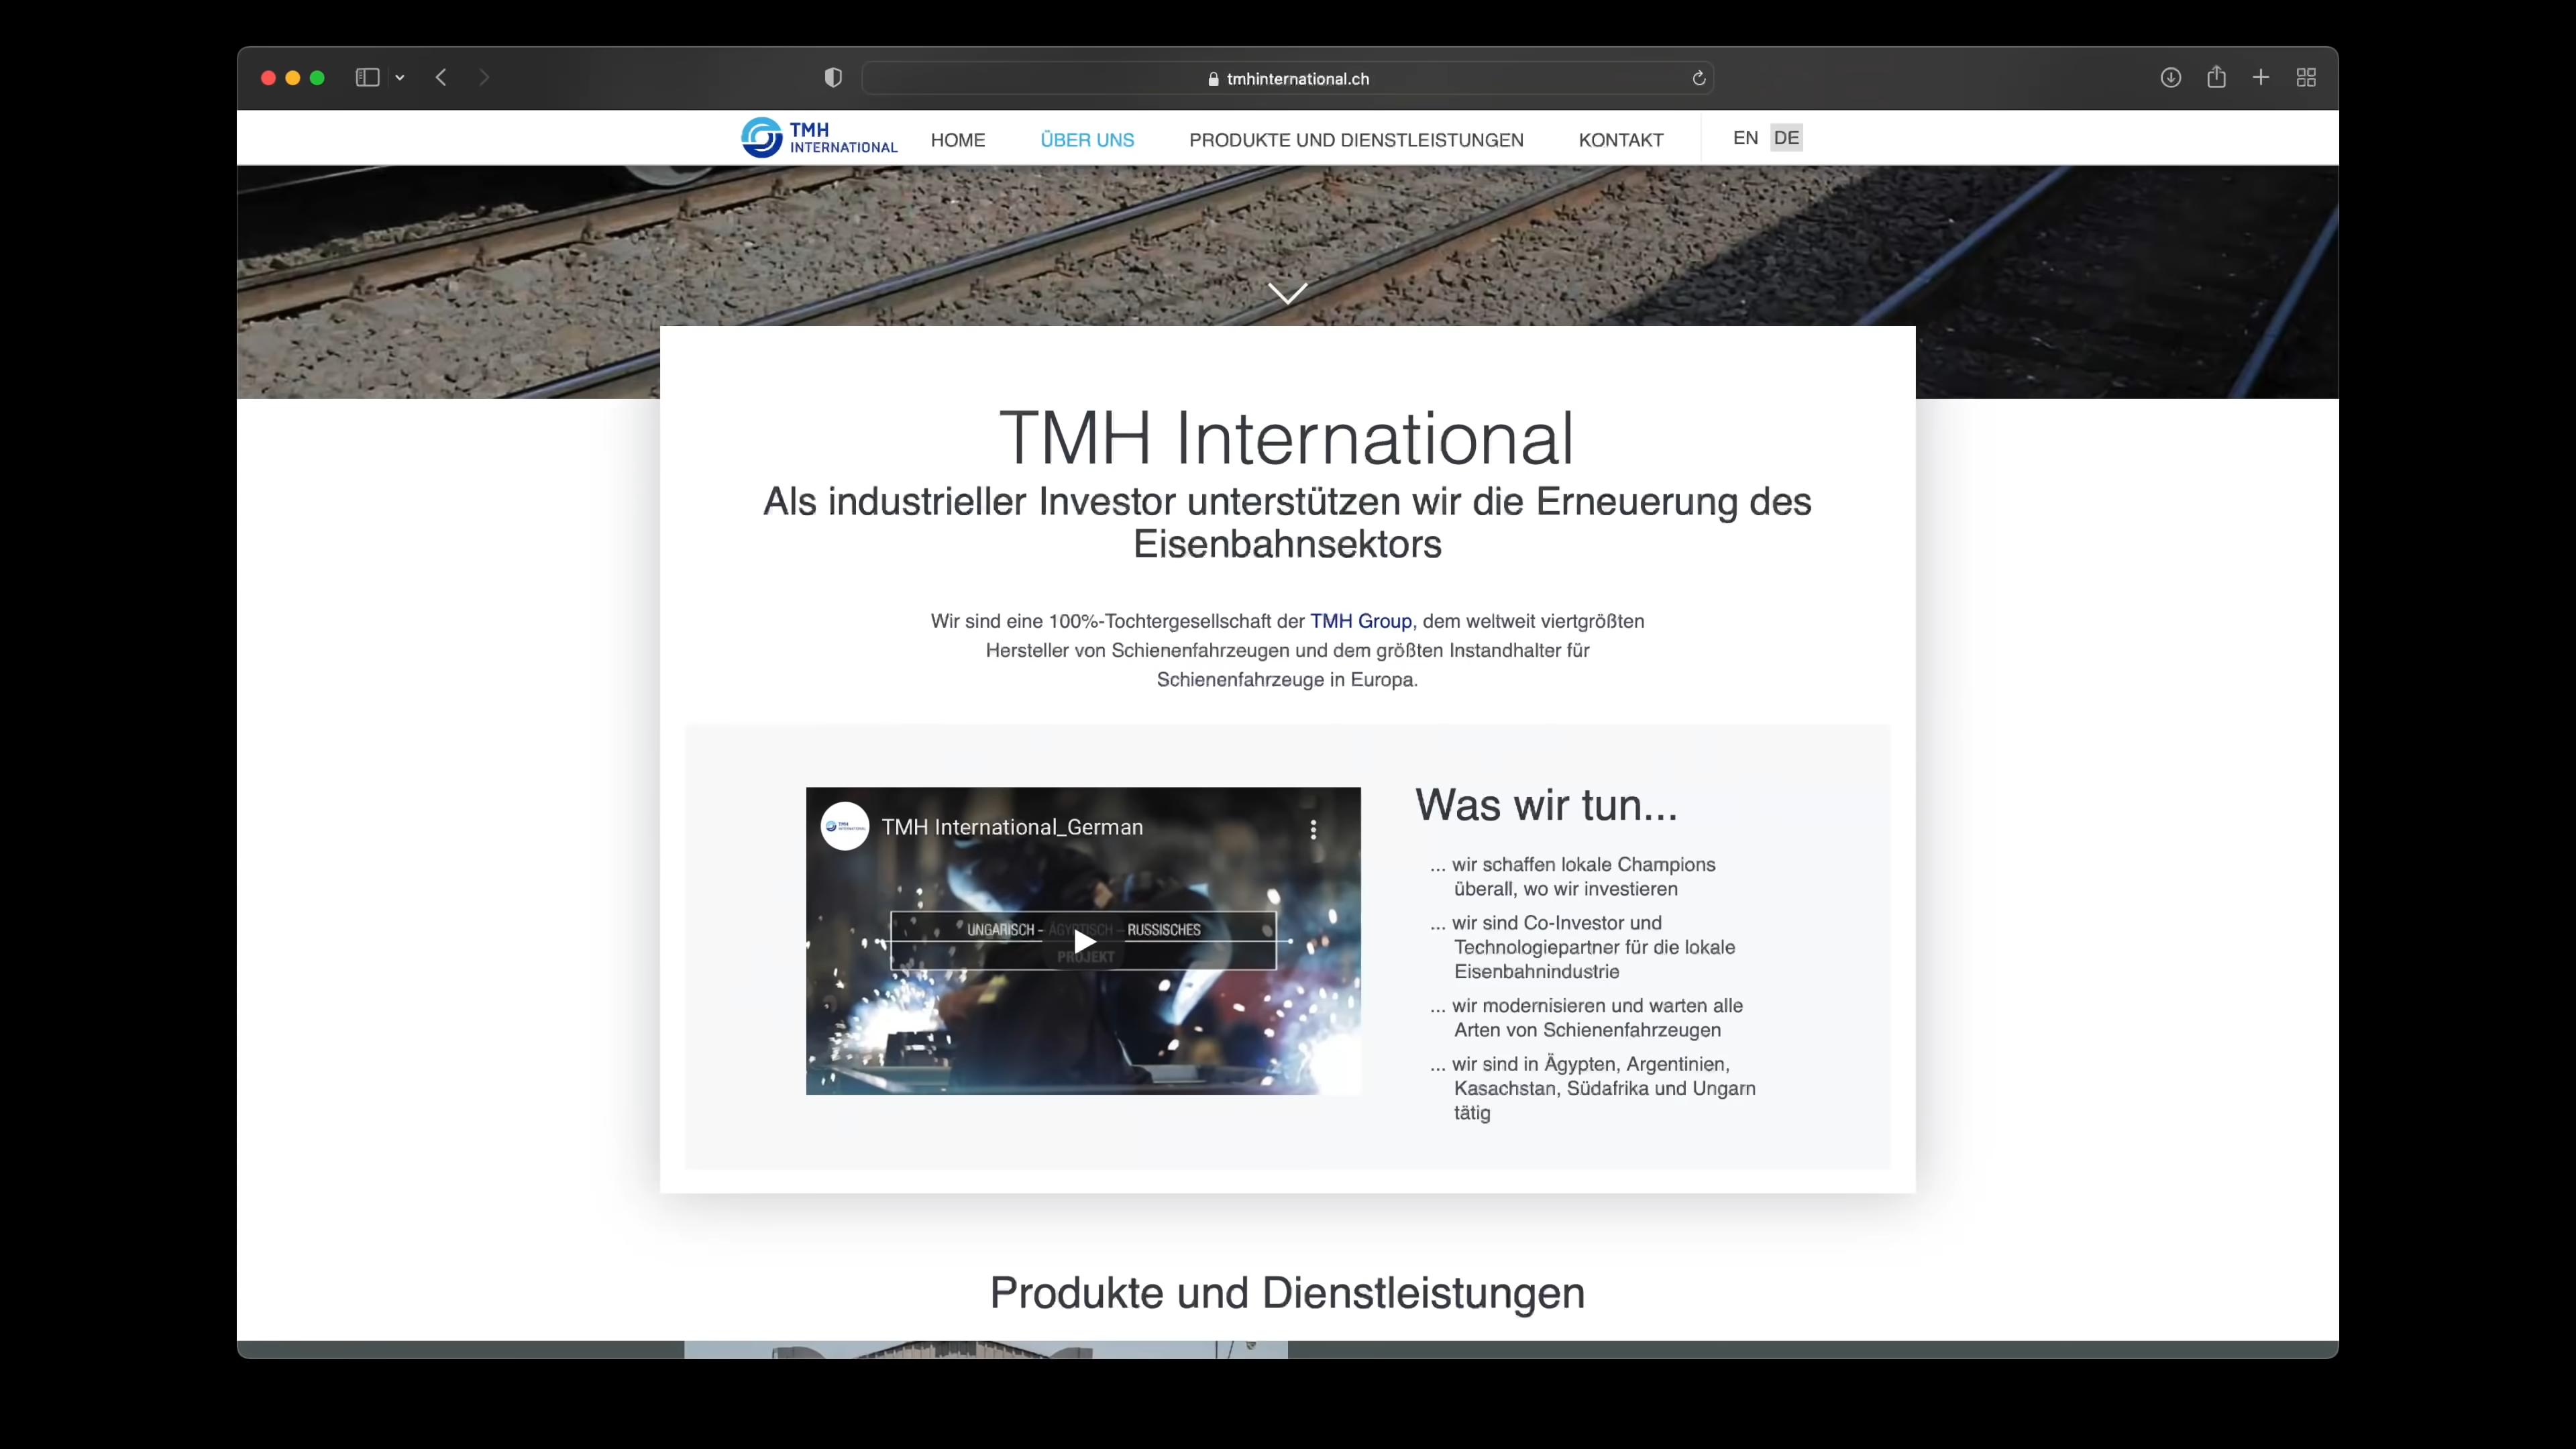 tmhinternational.ch
TMH
INTERNATIONAL
HOME
ÜBER UNS
PRODUKTE UND DIENSTLEISTUNGEN
KONTAKT
EN
DE
TMH International
Als industrieller Investor unterstützen wir die Erneuerung des
Eisenbahnsektors
Wir sind eine 100%-Tochtergesellschaft der TMH Group, dem weltweit viertgrößten
Hersteller von Schienenfahrzeugen und dem größten Instandhalter für
Schienenfahrzeuge in Europa.
TMH
INTERNATIONAL
TMH International_German
UNGARISCH - ÄGYPTISCH – RUSSISCHES
PROJEKT
Was wir tun...
... wir schaffen lokale Champions
überall, wo wir investieren
... wir sind Co-Investor und
Technologiepartner für die lokale
Eisenbahnindustrie
... wir modernisieren und warten alle
Arten von Schienenfahrzeugen
... wir sind in Ägypten, Argentinien,
Kasachstan, Südafrika und Ungarn
tätig
Produkte und Dienstleistungen